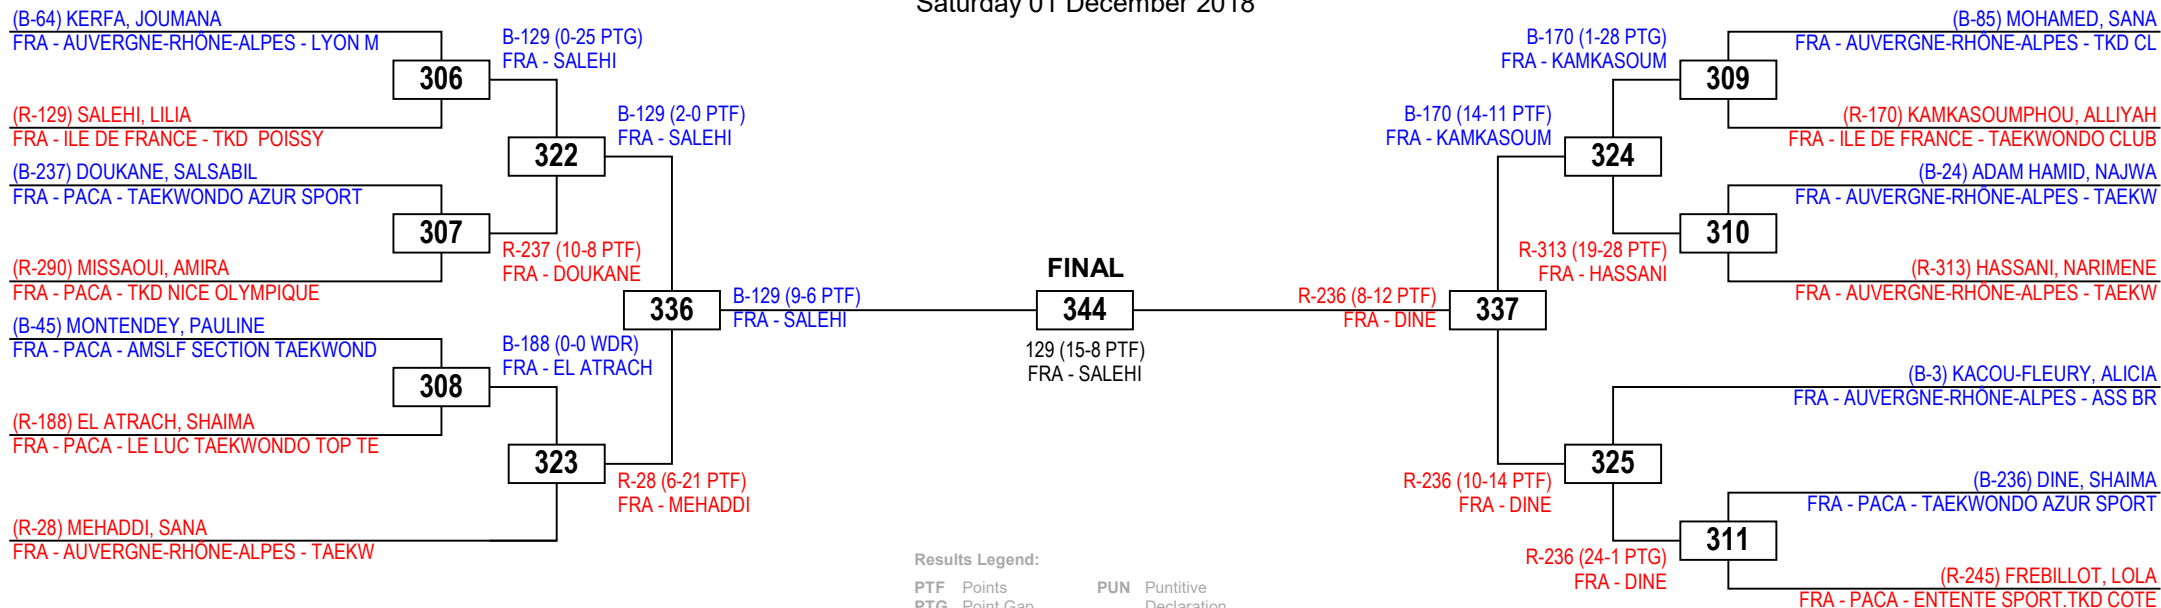 Saturday 01 December 2018
(B-64) KERFA, JOUMANA
FRA - AUVERGNE-RHÔNE-ALPES - LYON M
306
(R-129) SALEHI, LILIA
FRA - ILE DE FRANCE - TKD  POISSY
(B-237) DOUKANE, SALSABIL
FRA - PACA - TAEKWONDO AZUR SPORT
307
(R-290) MISSAOUI, AMIRA
FRA - PACA - TKD NICE OLYMPIQUE
(B-45) MONTENDEY, PAULINE
FRA - PACA - AMSLF SECTION TAEKWOND
308
(R-188) EL ATRACH, SHAIMA
FRA - PACA - LE LUC TAEKWONDO TOP TE
(R-28) MEHADDI, SANA
FRA - AUVERGNE-RHÔNE-ALPES - TAEKW
B-129 (0-25 PTG)
FRA - SALEHI
322
R-237 (10-8 PTF)
FRA - DOUKANE
B-188 (0-0 WDR)
FRA - EL ATRACH
323
B-129 (2-0 PTF)
FRA - SALEHI
336
R-28 (6-21 PTF)
FRA - MEHADDI
B-129 (9-6 PTF)
FRA - SALEHI
FINAL
344
129 (15-8 PTF)
FRA - SALEHI
R-236 (8-12 PTF)
FRA - DINE
B-170 (14-11 PTF)
FRA - KAMKASOUM
337
R-236 (10-14 PTF)
FRA - DINE
B-170 (1-28 PTG)
FRA - KAMKASOUM
324
R-313 (19-28 PTF)
FRA - HASSANI
325
R-236 (24-1 PTG)
FRA - DINE
(B-85) MOHAMED, SANA
FRA - AUVERGNE-RHÔNE-ALPES - TKD CL
309
(R-170) KAMKASOUMPHOU, ALLIYAH
FRA - ILE DE FRANCE - TAEKWONDO CLUB
(B-24) ADAM HAMID, NAJWA
FRA - AUVERGNE-RHÔNE-ALPES - TAEKW
310
(R-313) HASSANI, NARIMENE
FRA - AUVERGNE-RHÔNE-ALPES - TAEKW
(B-3) KACOU-FLEURY, ALICIA
FRA - AUVERGNE-RHÔNE-ALPES - ASS BR
(B-236) DINE, SHAIMA
FRA - PACA - TAEKWONDO AZUR SPORT
311
(R-245) FREBILLOT, LOLA
FRA - PACA - ENTENTE SPORT.TKD COTE
Results Legend:
PTF Points PUN Puntitive
PTG Point Gap Declaration